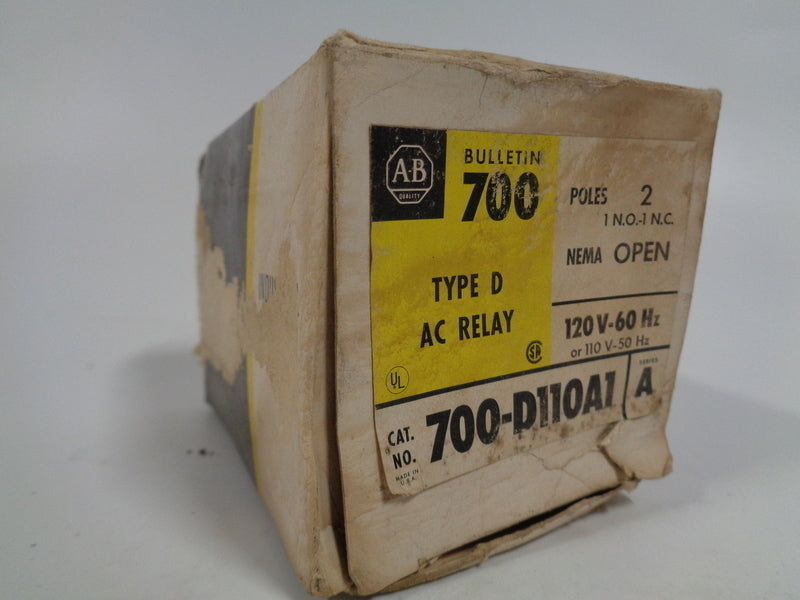 A-B
QUALITY
BULLETIN
700
TYPE D
AC RELAY
UL
SA
POLES 2
1 N.O.-1 N.C.
NEMA OPEN
120 V-60 Hz
or 110 V-50 Hz
SERIES
A
CAT. NO. 700-D110A1
MADE IN
U.S.A.